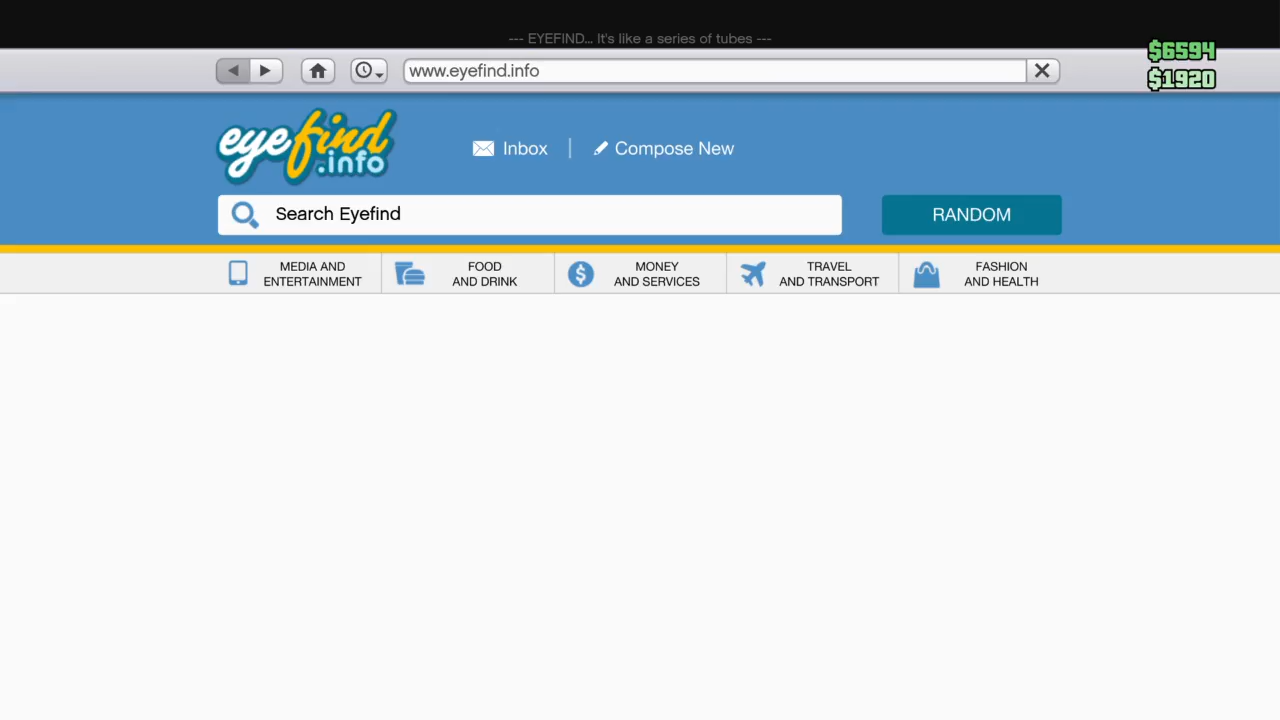 --- EYEFIND... It's like a series of tubes ---
$6594
www.eyefind.info
$1920
eyefind
.info
Inbox | Compose New
Search Eyefind
RANDOM
MEDIA AND
ENTERTAINMENT
FOOD
AND DRINK
MONEY
AND SERVICES
TRAVEL
AND TRANSPORT
FASHION
AND HEALTH